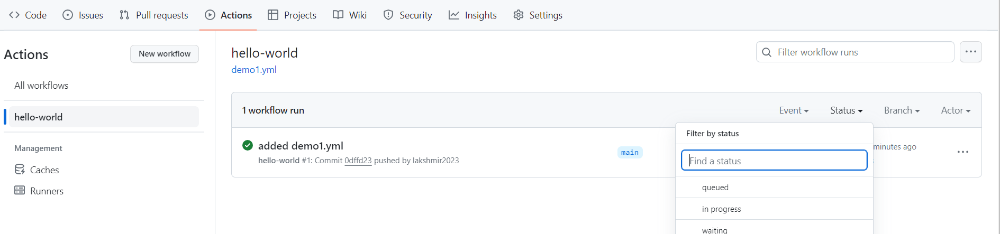 Code Issues Pull requests Actions Projects Wiki Security Insights Settings
Actions
New workflow
All workflows
hello-world
Management
Caches
Runners
hello-world
demo1.yml
Filter workflow runs
1 workflow run
Event Status Branch Actor
added demo1.yml
hello-world #1: Commit 0dffd23 pushed by lakshmir2023
main
minutes ago
Filter by status
Find a status
queued
in progress
waiting